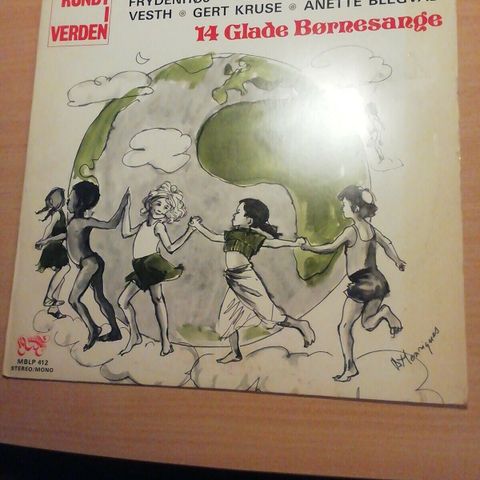 RUNDT
I
VERDEN
VESTH ● GERT KRUSE ● ANETTE BLEGVAD
14 Glade Børnesange
MBLP 412
STEREO/MONO